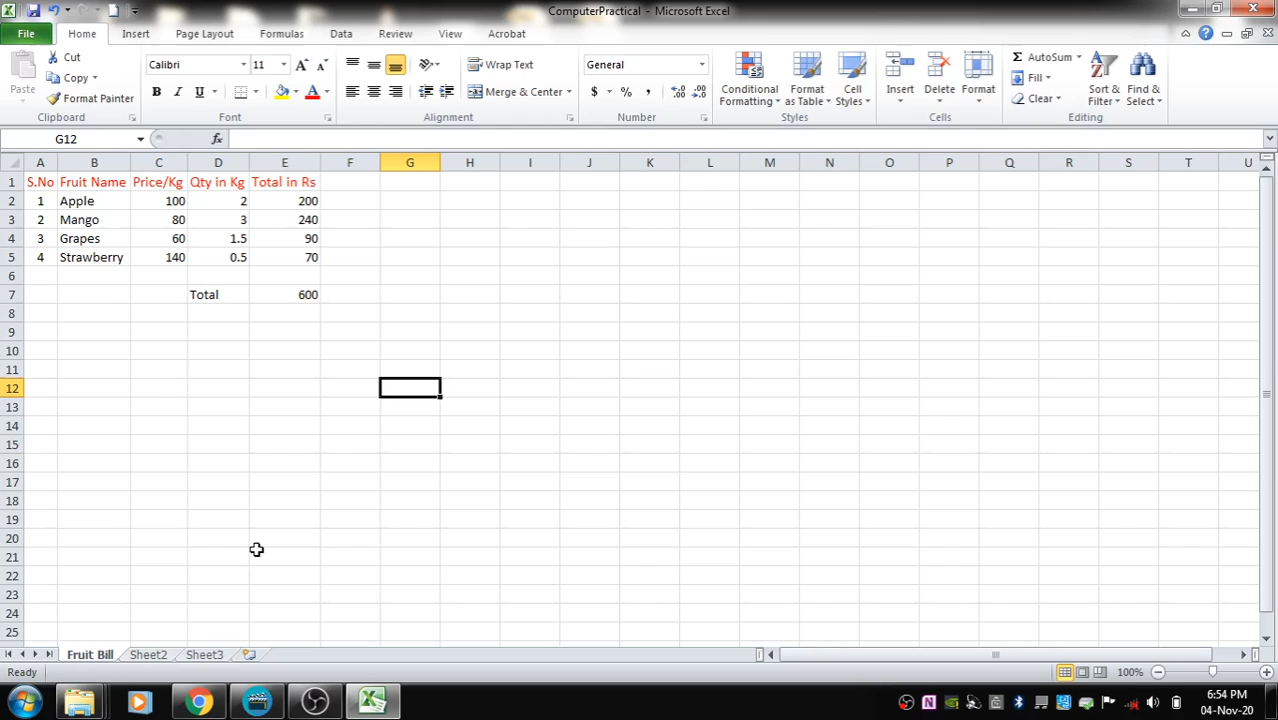 ComputerPractical - Microsoft Excel
File Home Insert Page Layout Formulas Data Review View Acrobat
Cut
Copy
Format Painter
Paste
Calibri 11
B I U
Wrap Text
Merge & Center
General
$ % ,
Conditional Formatting
Format as Table
Cell Styles
Insert
Delete
Format
Σ AutoSum
Fill
Clear
Sort & Filter
Find & Select
Clipboard Font Alignment Number Styles Cells Editing
G12 fx
A B C D E F G H I J K L M N O P Q R S T U
1 S.No Fruit Name Price/Kg Qty in Kg Total in Rs
2 1 Apple 100 2 200
3 2 Mango 80 3 240
4 3 Grapes 60 1.5 90
5 4 Strawberry 140 0.5 70
6
7 Total 600
8
9
10
11
12
13
14
15
16
17
18
19
20
21
22
23
24
25
Fruit Bill Sheet2 Sheet3
Ready 100%
6:54 PM
04-Nov-20